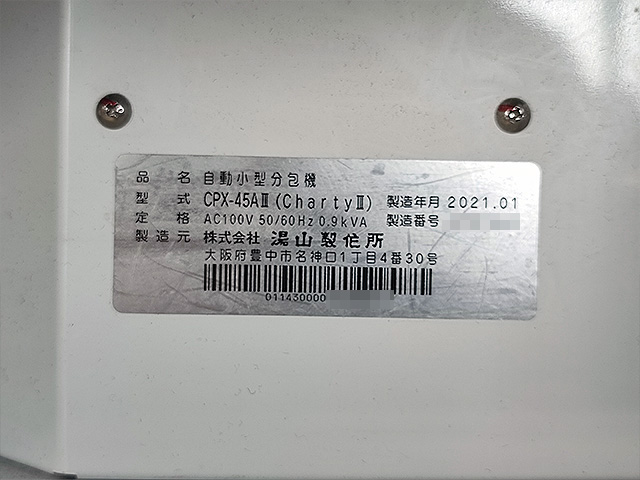 品名 自動小型分包機
型式 CPX-45AⅢ(ChartyⅢ) 製造年月 2021.01
定格 AC100V 50/60Hz 0.9kVA 製造番号
製造元 株式会社 湯山製作所
大阪府豊中市名神口1丁目4番30号
011430000